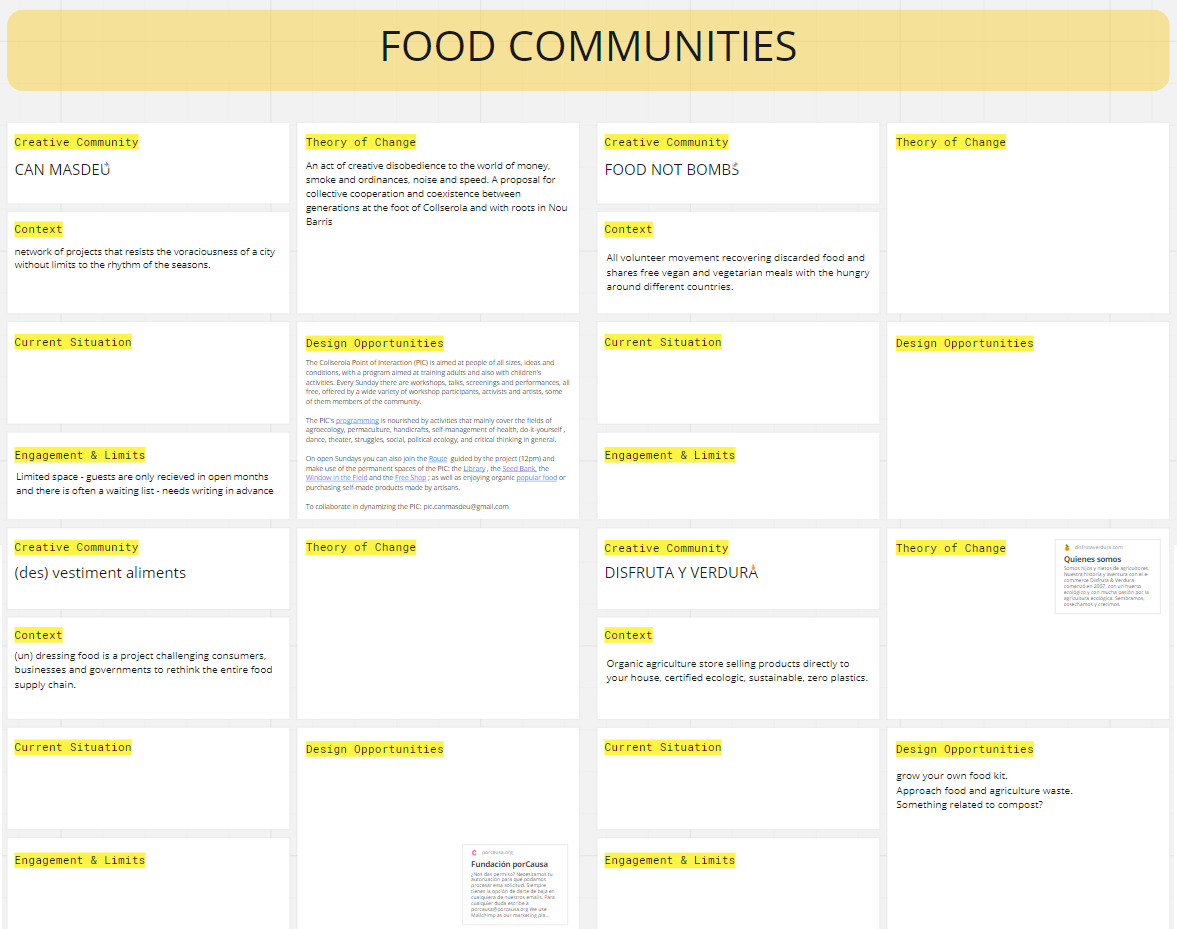 FOOD COMMUNITIES
Creative Community
CAN MASDEU
Theory of Change
An act of creative disobedience to the world of money,
smoke and ordinances, noise and speed. A proposal for
collective cooperation and coexistence between
generations at the foot of Collserola and with roots in Nou
Barris
Context
network of projects that resists the voraciousness of a city
without limits to the rhythm of the seasons.
Current Situation
Design Opportunities
The Collserola Point of Interaction (PIC) is aimed at people of all sizes, ideas and
conditions, with a program aimed at training adults and also with children's
activities. Every Sunday there are workshops, talks, screenings and performances, all
free, offered by a wide variety of workshop participants, activists and artists, some
of them members of the community.
The PIC's programming is nourished by activities that mainly cover the fields of
agroecology, permaculture, handicrafts, self-management of health, do-it-yourself ,
dance, theater, struggles, social, political ecology, and critical thinking in general.
On open Sundays you can also join the Route guided by the project (12pm) and
make use of the permanent spaces of the PIC: the Library , the Seed Bank, the
Window in the Field and the Free Shop ; as well as enjoying organic popular food or
purchasing self-made products made by artisans.
To collaborate in dynamizing the PIC: pic.canmasdeu@gmail.com
Engagement & Limits
Limited space - guests are only recieved in open months
and there is often a waiting list - needs writing in advance
Creative Community
FOOD NOT BOMBS
Theory of Change
Context
All volunteer movement recovering discarded food and
shares free vegan and vegetarian meals with the hungry
around different countries.
Current Situation
Design Opportunities
Engagement & Limits
Creative Community
(des) vestiment aliments
Theory of Change
Context
(un) dressing food is a project challenging consumers,
businesses and governments to rethink the entire food
supply chain.
Current Situation
Design Opportunities
Engagement & Limits
porcausa.org
Fundación porCausa
¿Nos das permiso? Necesitamos tu
autorización para que podamos
procesar esta solicitud. Siempre
tienes la opción de darte de baja en
cualquiera de nuestros emails. Para
cualquier duda escribe a
porcausa@porcausa.org We use
Mailchimp as our marketing pla...
Creative Community
DISFRUTA Y VERDURA
Theory of Change
disfrutaverdura.com
Quienes somos
Somos hijos y nietos de agricultores.
Nuestra historia y aventura con el e-
commerce Disfruta & Verdura
comenzó en 2007, con un huerto
ecológico y con mucha pasión por la
agricultura ecológica. Sembramos,
cosechamos y crecimos.
Context
Organic agriculture store selling products directly to
your house, certified ecologic, sustainable, zero plastics.
Current Situation
Design Opportunities
grow your own food kit.
Approach food and agriculture waste.
Something related to compost?
Engagement & Limits